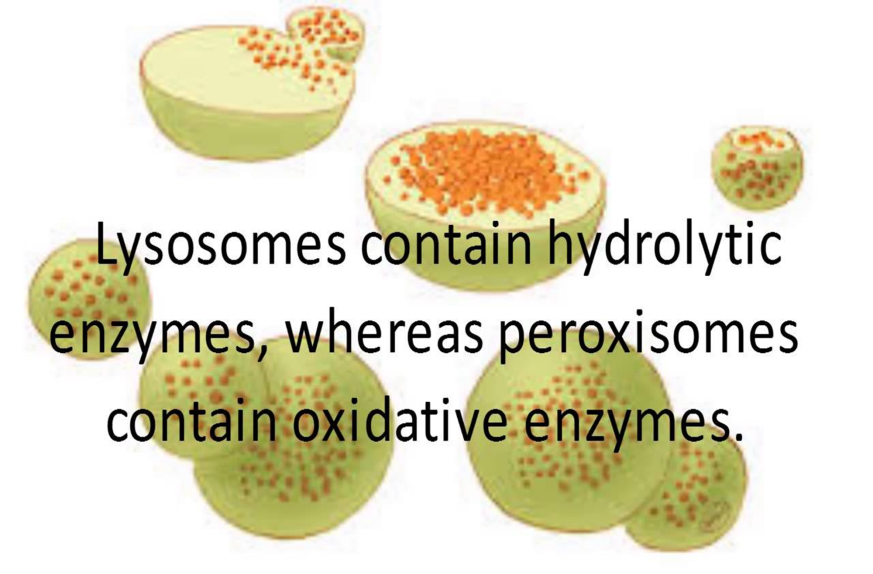 Lysosomes contain hydrolytic
enzymes, whereas peroxisomes
contain oxidative enzymes.